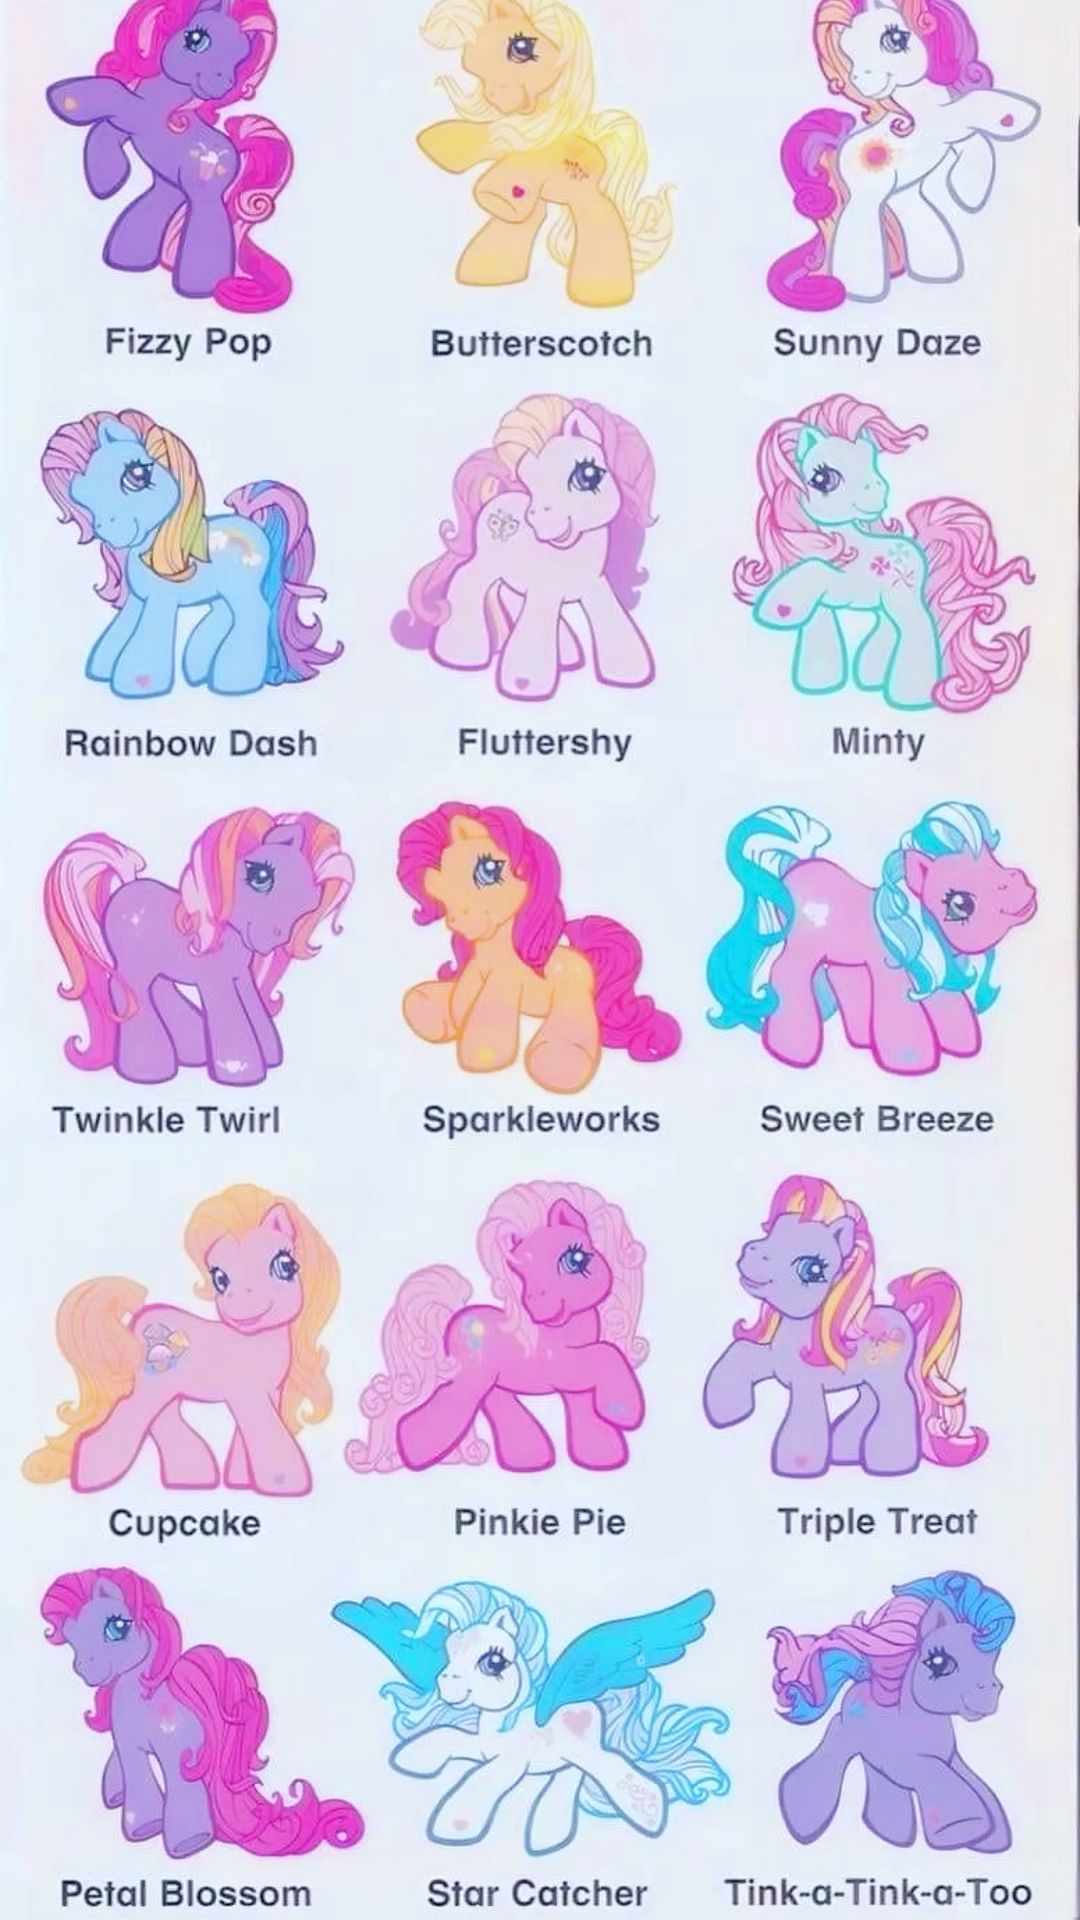 Fizzy Pop
Butterscotch
Sunny Daze
Rainbow Dash
Fluttershy
Minty
Twinkle Twirl
Sparkleworks
Sweet Breeze
Cupcake
Pinkie Pie
Triple Treat
Petal Blossom
Star Catcher
Tink-a-Tink-a-Too